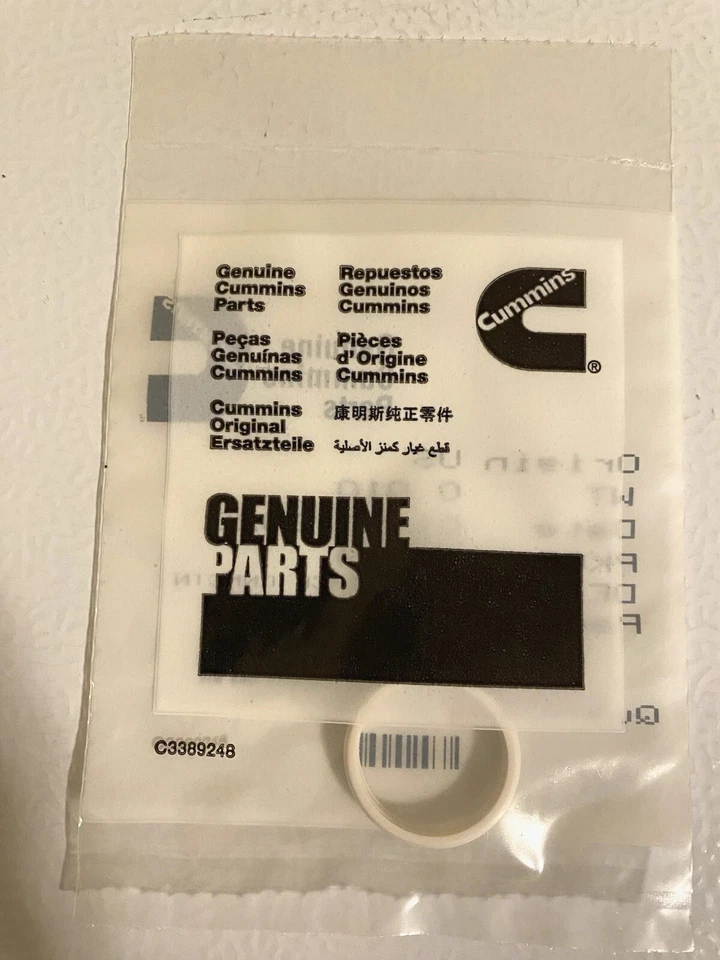 Genuine
Cummins
Parts
Repuestos
Genuinos
Cummins
Cummins
®
Peças
Genuínas
Cummins
Pièces
d'Origine
Cummins
Cummins
Original
Ersatzteile
康明斯纯正零件
قطع غيار كمنز الأصلية
GENUINE
PARTS
C3389248